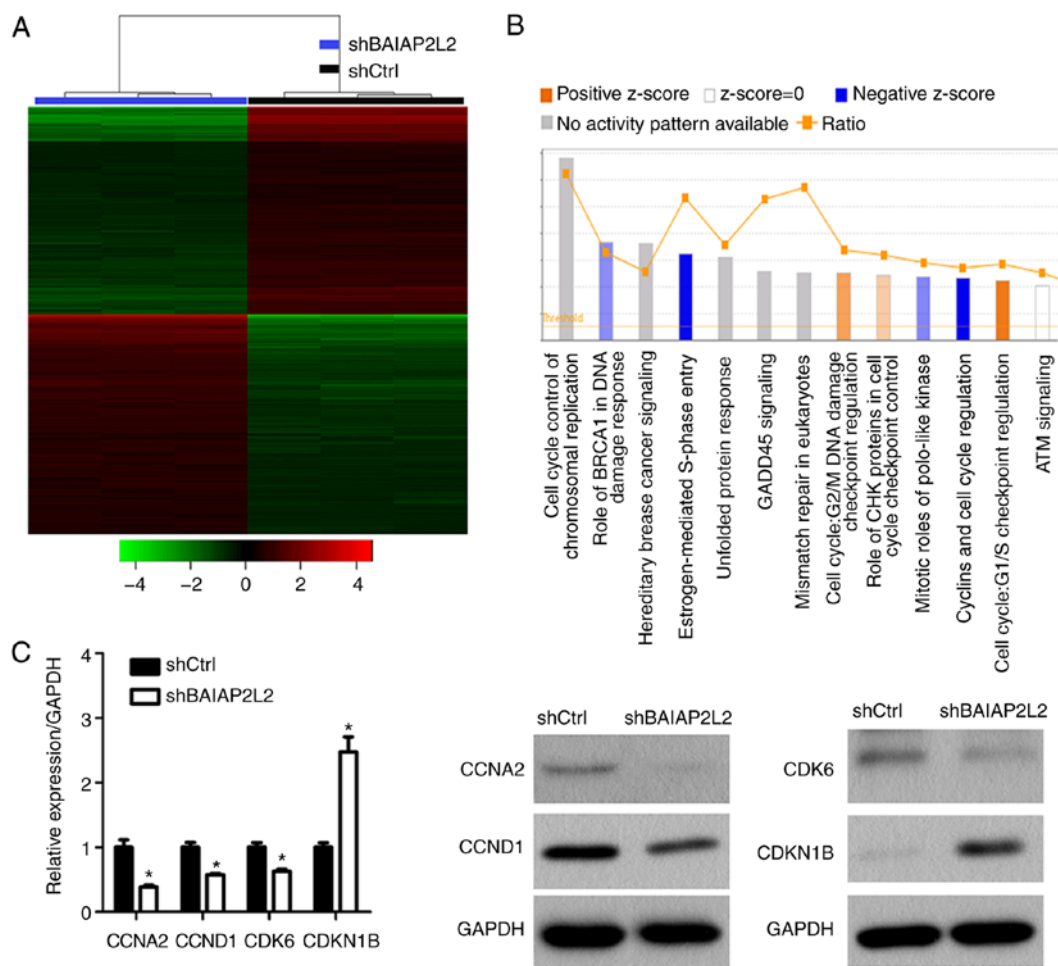 A
shBAIAP2L2
shCtrl
−4 −2 0 2 4
B
Positive z-score z-score=0 Negative z-score
No activity pattern available Ratio
Threshold
Cell cycle control of
chromosomal replication
Role of BRCA1 in DNA
damage response
Hereditary brease cancer signaling
Estrogen-mediated S-phase entry
Unfolded protein response
GADD45 signaling
Mismatch repair in eukaryotes
Cell cycle:G2/M DNA damage
checkpoint regulation
Role of CHK proteins in cell
cycle checkpoint control
Mitotic roles of polo-like kinase
Cyclins and cell cycle regulation
Cell cycle:G1/S checkpoint reglulation
ATM signaling
C
Relative expression/GAPDH
4
3
2
1
0
shCtrl
shBAIAP2L2
* * * *
CCNA2 CCND1 CDK6 CDKN1B
shCtrl shBAIAP2L2
CCNA2
CCND1
GAPDH
shCtrl shBAIAP2L2
CDK6
CDKN1B
GAPDH